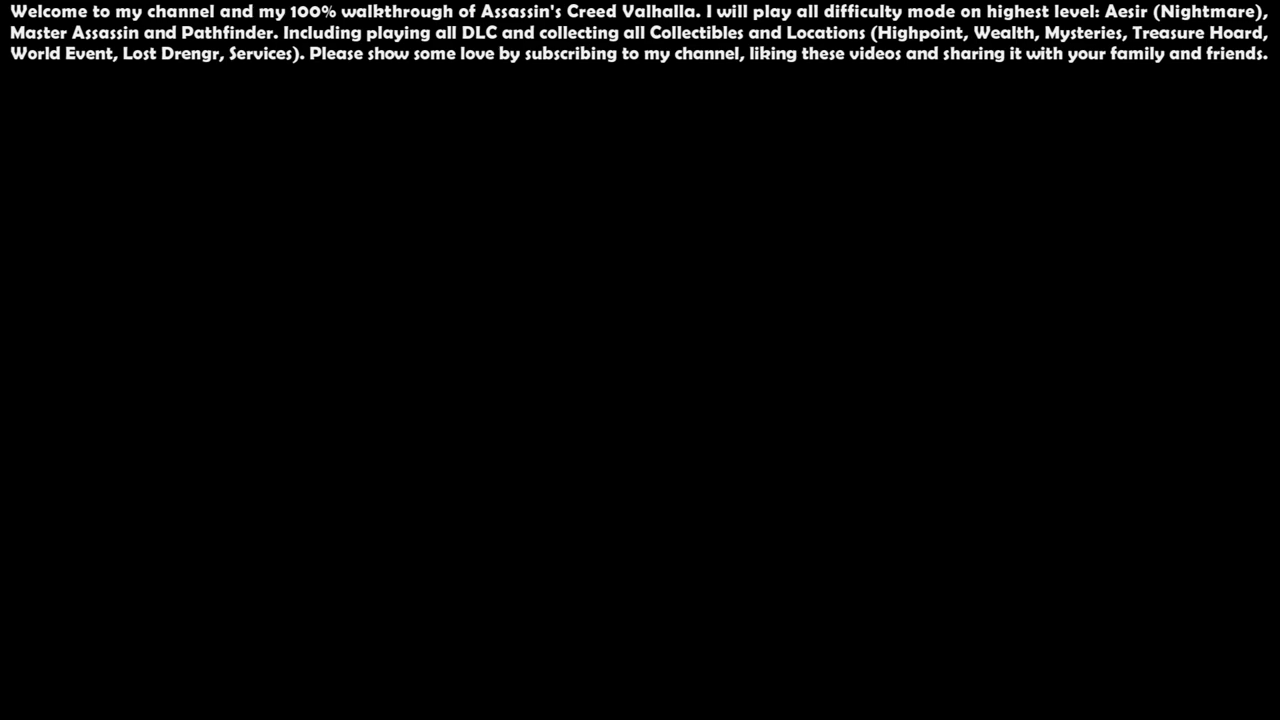 Welcome to my channel and my 100% walkthrough of Assassin's Creed Valhalla. I will play all difficulty mode on highest level: Aesir (Nightmare),
Master Assassin and Pathfinder. Including playing all DLC and collecting all Collectibles and Locations (Highpoint, Wealth, Mysteries, Treasure Hoard,
World Event, Lost Drengr, Services). Please show some love by subscribing to my channel, liking these videos and sharing it with your family and friends.